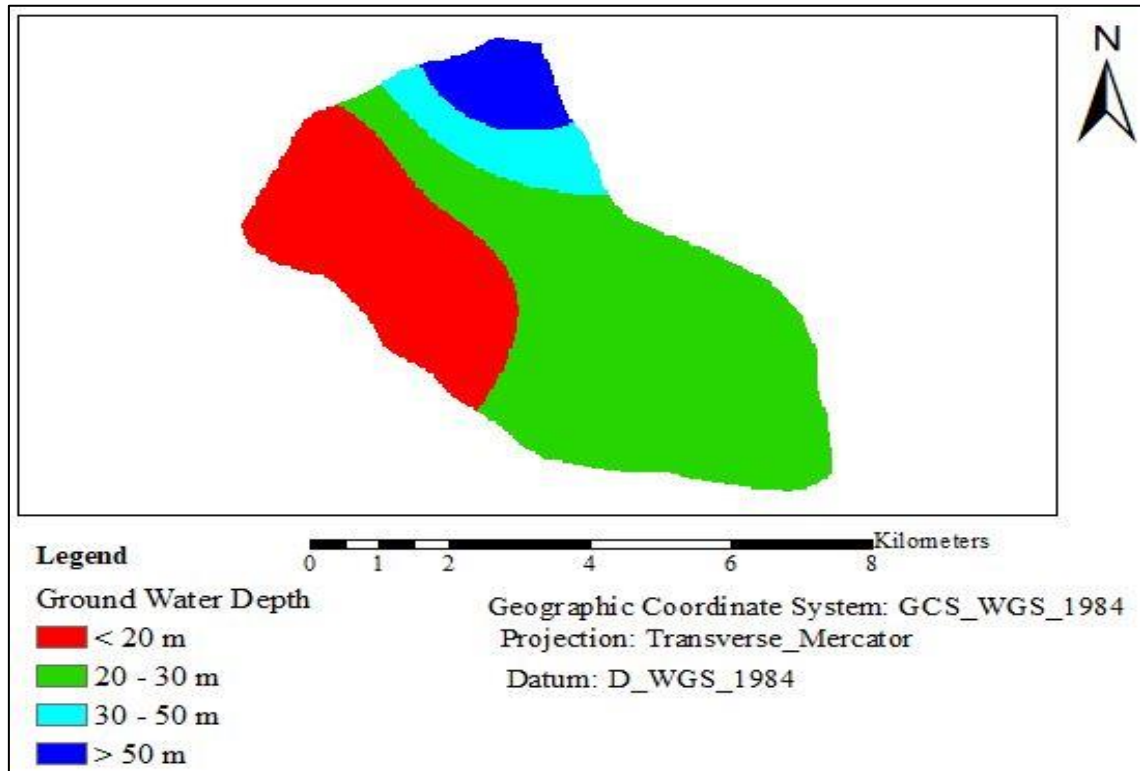 N
Kilometers
0 1 2 4 6 8
Legend
Ground Water Depth
< 20 m
20 - 30 m
30 - 50 m
> 50 m
Geographic Coordinate System: GCS_WGS_1984
Projection: Transverse_Mercator
Datum: D_WGS_1984